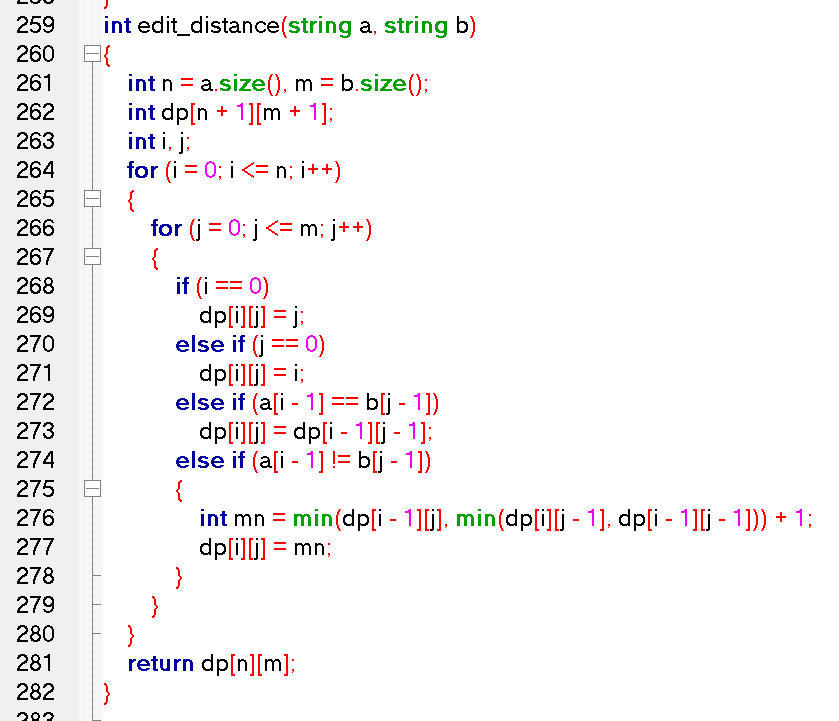 259 int edit_distance(string a, string b)
260 {
261 int n = a.size(), m = b.size();
262 int dp[n + 1][m + 1];
263 int i, j;
264 for (i = 0; i <= n; i++)
265 {
266 for (j = 0; j <= m; j++)
267 {
268 if (i == 0)
269 dp[i][j] = j;
270 else if (j == 0)
271 dp[i][j] = i;
272 else if (a[i - 1] == b[j - 1])
273 dp[i][j] = dp[i - 1][j - 1];
274 else if (a[i - 1] != b[j - 1])
275 {
276 int mn = min(dp[i - 1][j], min(dp[i][j - 1], dp[i - 1][j - 1])) + 1;
277 dp[i][j] = mn;
278 }
279 }
280 }
281 return dp[n][m];
282 }
283